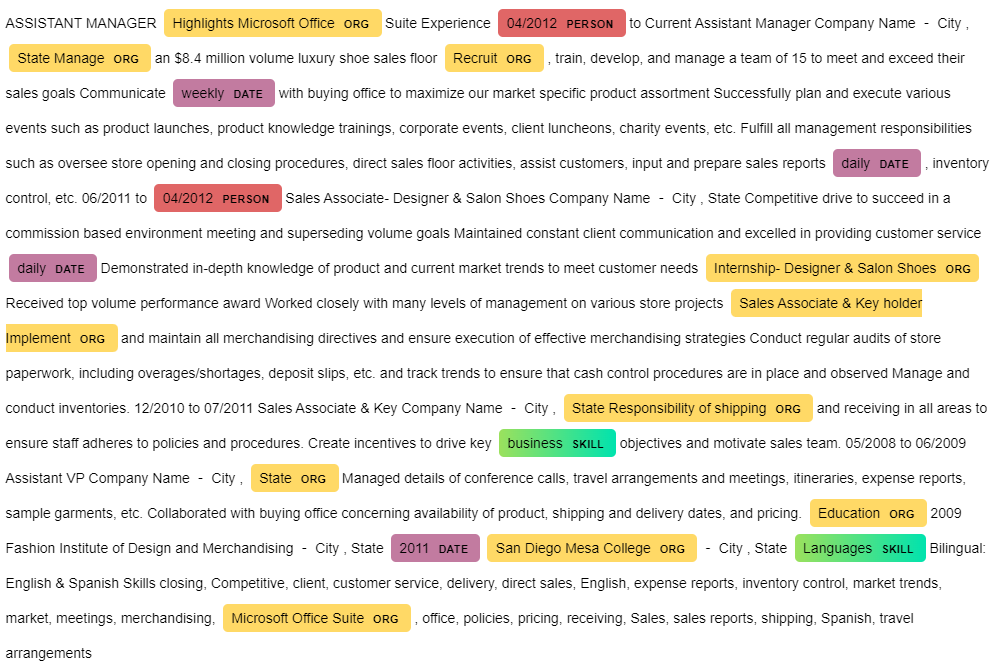 ASSISTANT MANAGER Highlights Microsoft Office ORG Suite Experience 04/2012 PERSON to Current Assistant Manager Company Name - City ,
State Manage ORG an $8.4 million volume luxury shoe sales floor Recruit ORG , train, develop, and manage a team of 15 to meet and exceed their
sales goals Communicate weekly DATE with buying office to maximize our market specific product assortment Successfully plan and execute various
events such as product launches, product knowledge trainings, corporate events, client luncheons, charity events, etc. Fulfill all management responsibilities
such as oversee store opening and closing procedures, direct sales floor activities, assist customers, input and prepare sales reports daily DATE , inventory
control, etc. 06/2011 to 04/2012 PERSON Sales Associate- Designer & Salon Shoes Company Name - City , State Competitive drive to succeed in a
commission based environment meeting and superseding volume goals Maintained constant client communication and excelled in providing customer service
daily DATE Demonstrated in-depth knowledge of product and current market trends to meet customer needs Internship- Designer & Salon Shoes ORG
Received top volume performance award Worked closely with many levels of management on various store projects Sales Associate & Key holder
Implement ORG and maintain all merchandising directives and ensure execution of effective merchandising strategies Conduct regular audits of store
paperwork, including overages/shortages, deposit slips, etc. and track trends to ensure that cash control procedures are in place and observed Manage and
conduct inventories. 12/2010 to 07/2011 Sales Associate & Key Company Name - City , State Responsibility of shipping ORG and receiving in all areas to
ensure staff adheres to policies and procedures. Create incentives to drive key business SKILL objectives and motivate sales team. 05/2008 to 06/2009
Assistant VP Company Name - City , State ORG Managed details of conference calls, travel arrangements and meetings, itineraries, expense reports,
sample garments, etc. Collaborated with buying office concerning availability of product, shipping and delivery dates, and pricing. Education ORG 2009
Fashion Institute of Design and Merchandising - City , State 2011 DATE San Diego Mesa College ORG - City , State Languages SKILL Bilingual:
English & Spanish Skills closing, Competitive, client, customer service, delivery, direct sales, English, expense reports, inventory control, market trends,
market, meetings, merchandising, Microsoft Office Suite ORG , office, policies, pricing, receiving, Sales, sales reports, shipping, Spanish, travel
arrangements